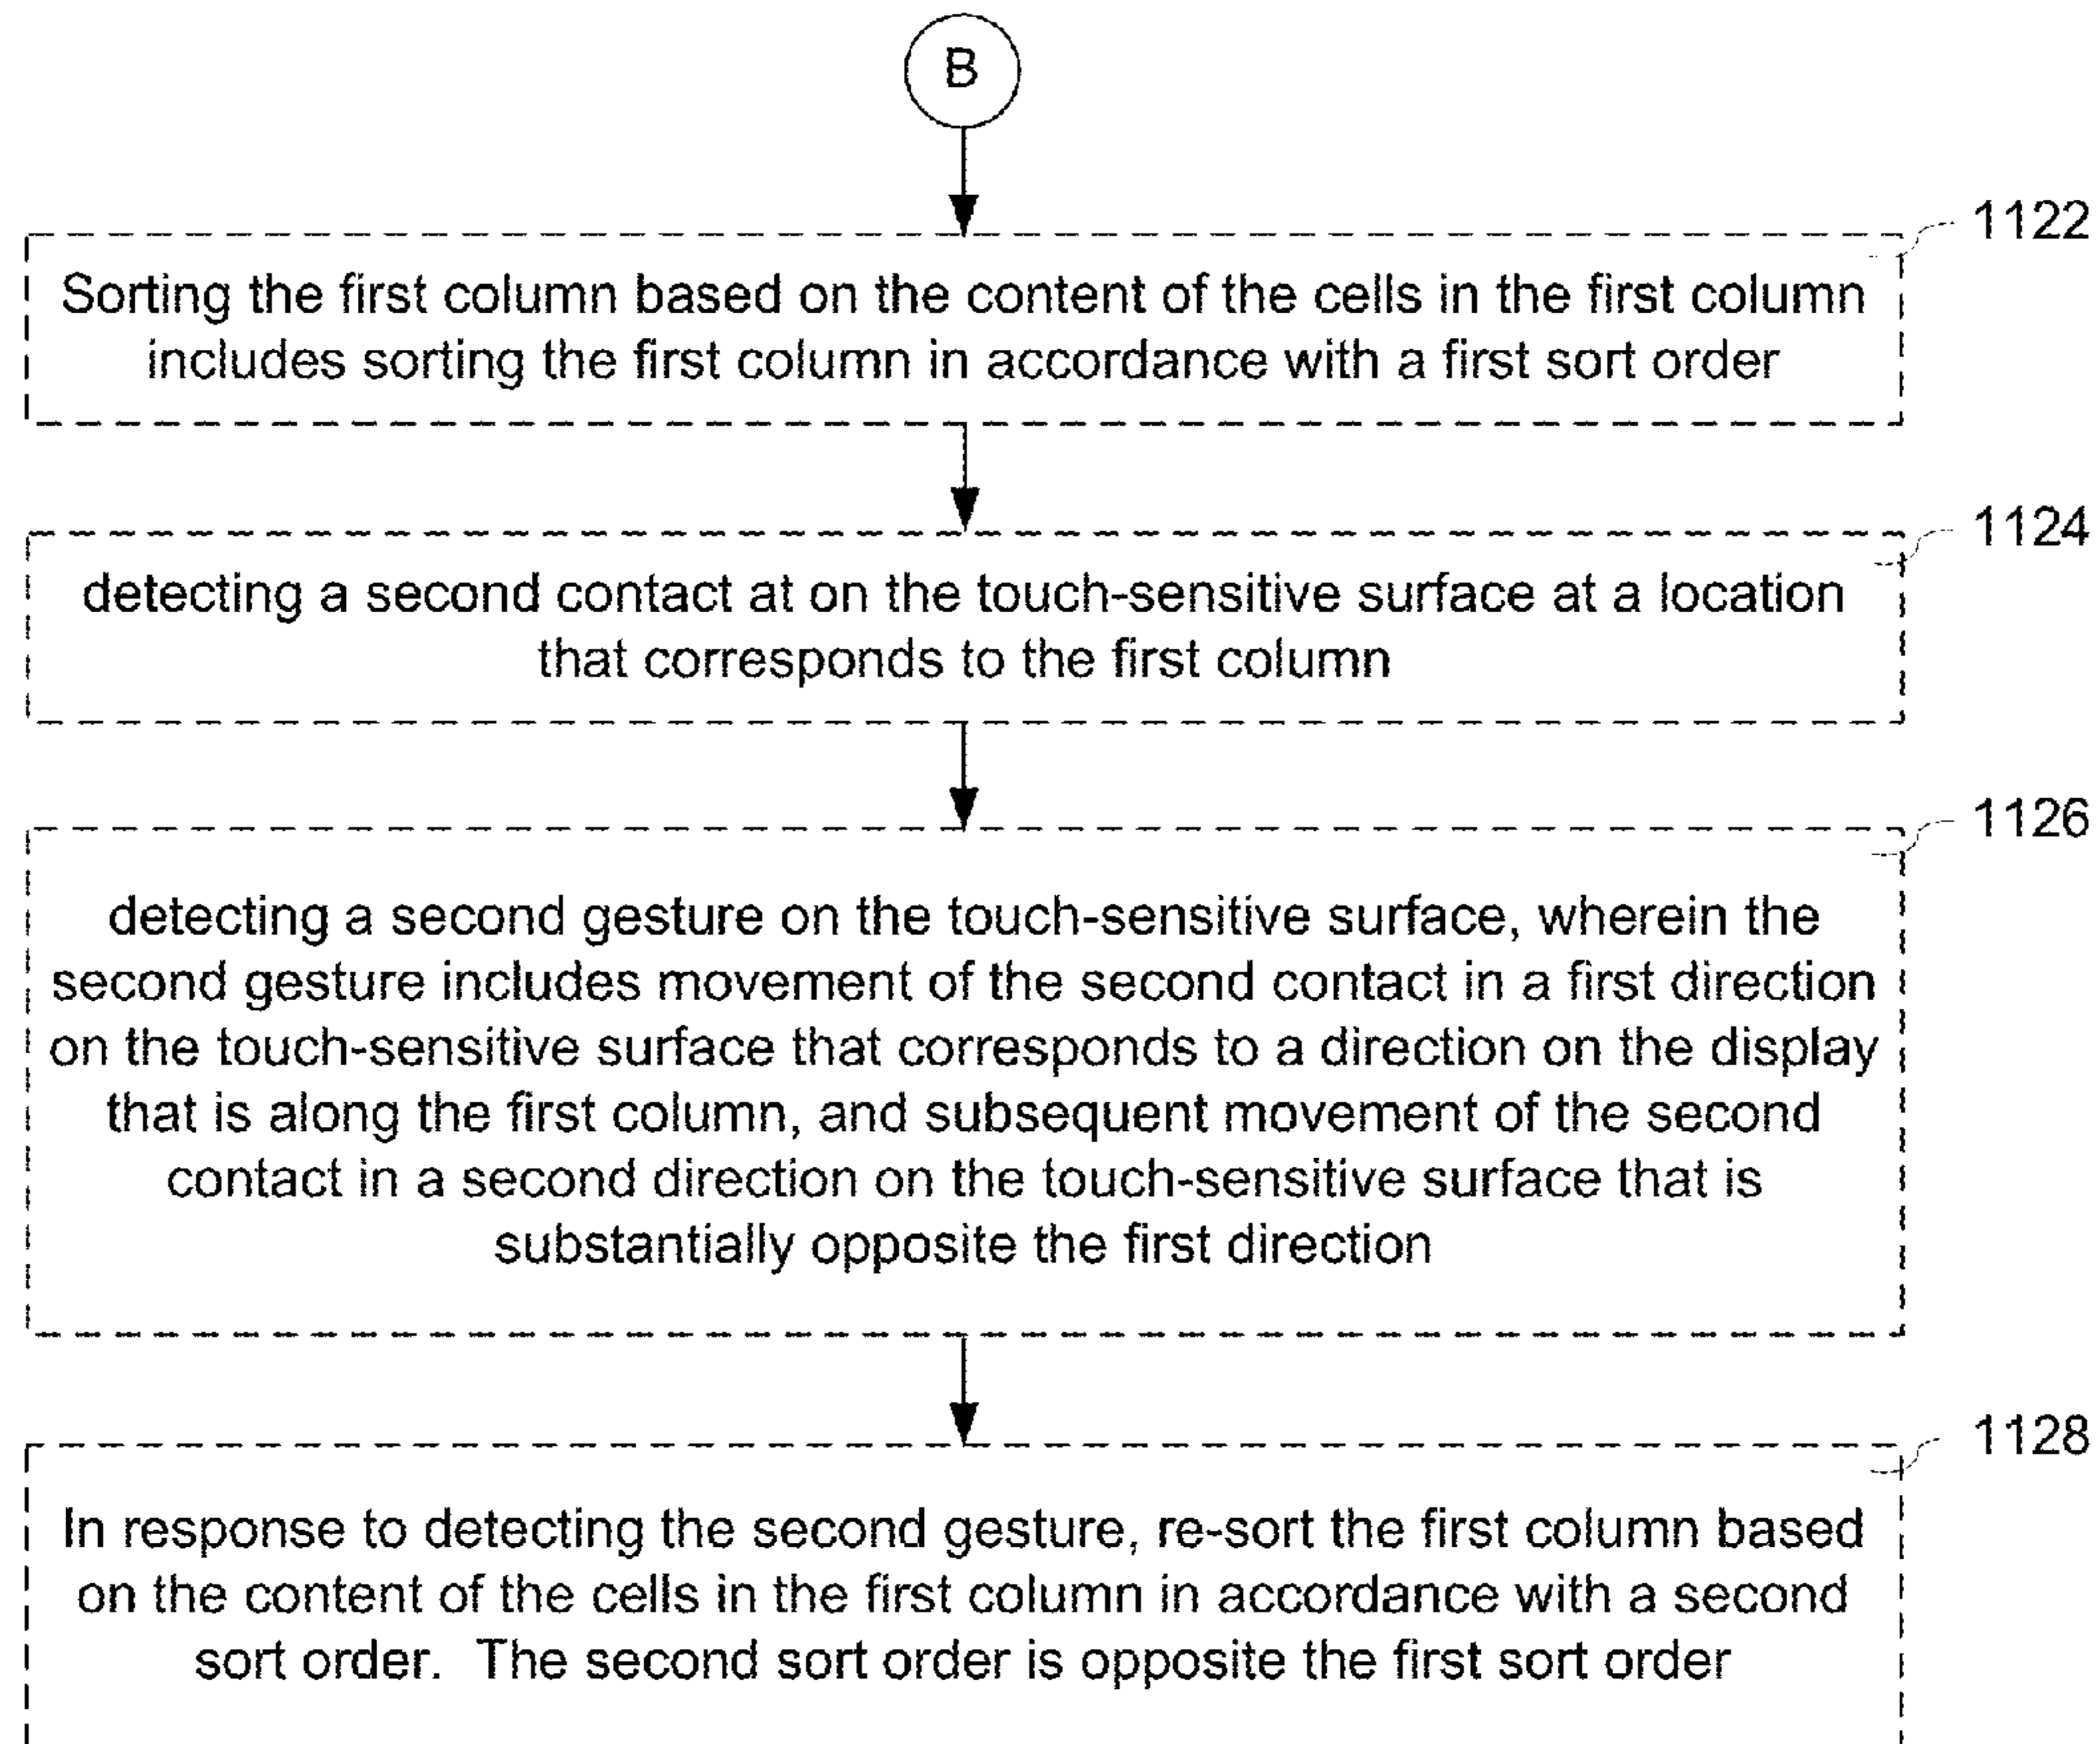 B
1122
Sorting the first column based on the content of the cells in the first column
includes sorting the first column in accordance with a first sort order
1124
detecting a second contact at on the touch-sensitive surface at a location
that corresponds to the first column
1126
detecting a second gesture on the touch-sensitive surface, wherein the
second gesture includes movement of the second contact in a first direction
on the touch-sensitive surface that corresponds to a direction on the display
that is along the first column, and subsequent movement of the second
contact in a second direction on the touch-sensitive surface that is
substantially opposite the first direction
1128
In response to detecting the second gesture, re-sort the first column based
on the content of the cells in the first column in accordance with a second
sort order.  The second sort order is opposite the first sort order